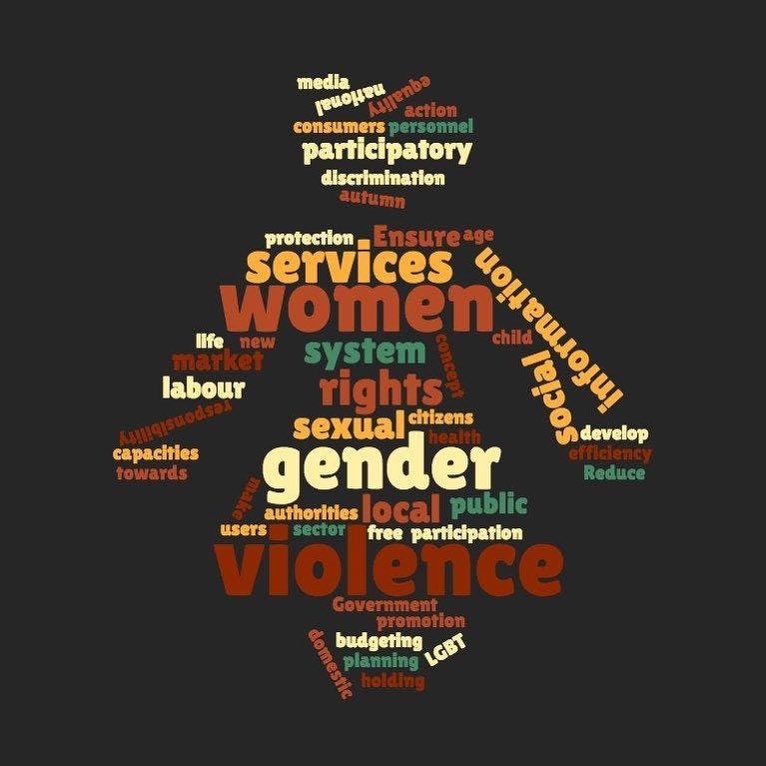 media
national
equality
action
consumers personnel
participatory
discrimination
autumn
protection Ensure age
services
information
women
life new
child
market
system
concept
labour
rights
social
responsibility
sexual citizens
health
develop
capacities
gender
efficiency
towards
Reduce
make
authorities local public
users sector free participation
violence
Government
promotion
domestic
budgeting LGBT
planning
holding